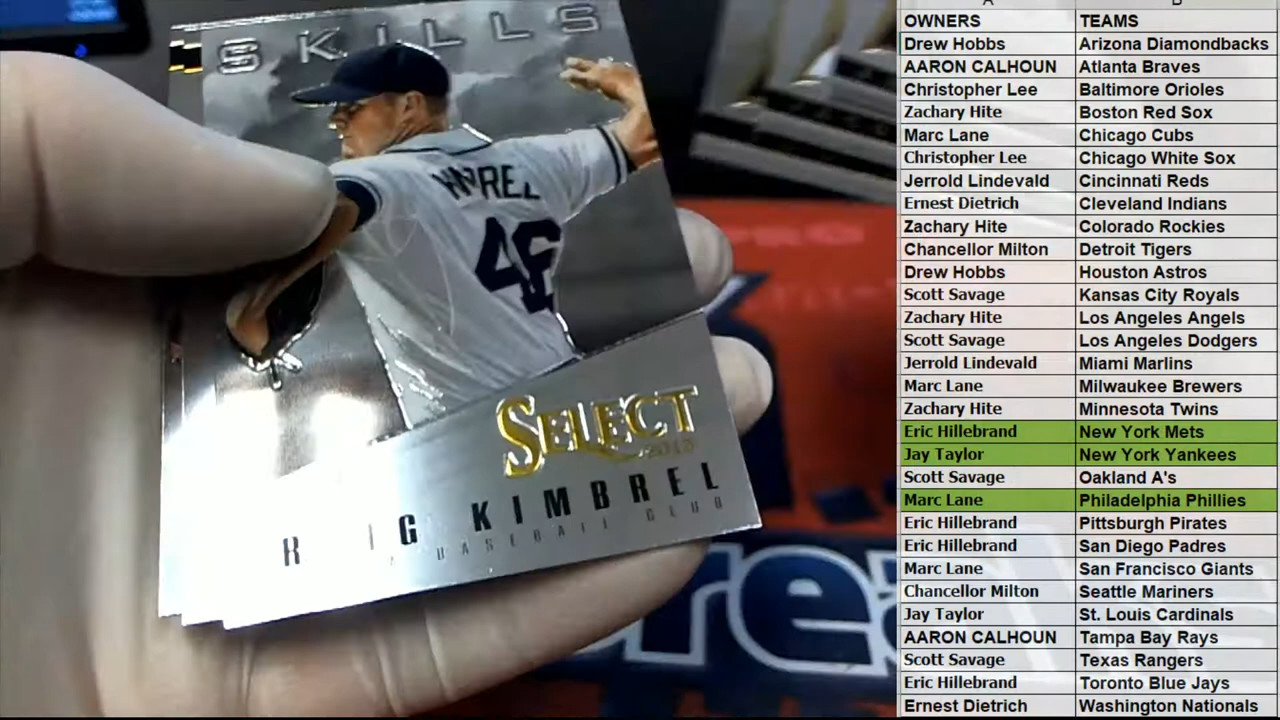 SKILLS
46
SELECT
2013
KIMBREL
BASEBALL CLUB
A B
OWNERS TEAMS
Drew Hobbs Arizona Diamondbacks
AARON CALHOUN Atlanta Braves
Christopher Lee Baltimore Orioles
Zachary Hite Boston Red Sox
Marc Lane Chicago Cubs
Christopher Lee Chicago White Sox
Jerrold Lindevald Cincinnati Reds
Ernest Dietrich Cleveland Indians
Zachary Hite Colorado Rockies
Chancellor Milton Detroit Tigers
Drew Hobbs Houston Astros
Scott Savage Kansas City Royals
Zachary Hite Los Angeles Angels
Scott Savage Los Angeles Dodgers
Jerrold Lindevald Miami Marlins
Marc Lane Milwaukee Brewers
Zachary Hite Minnesota Twins
Eric Hillebrand New York Mets
Jay Taylor New York Yankees
Scott Savage Oakland A's
Marc Lane Philadelphia Phillies
Eric Hillebrand Pittsburgh Pirates
Eric Hillebrand San Diego Padres
Marc Lane San Francisco Giants
Chancellor Milton Seattle Mariners
Jay Taylor St. Louis Cardinals
AARON CALHOUN Tampa Bay Rays
Scott Savage Texas Rangers
Eric Hillebrand Toronto Blue Jays
Ernest Dietrich Washington Nationals